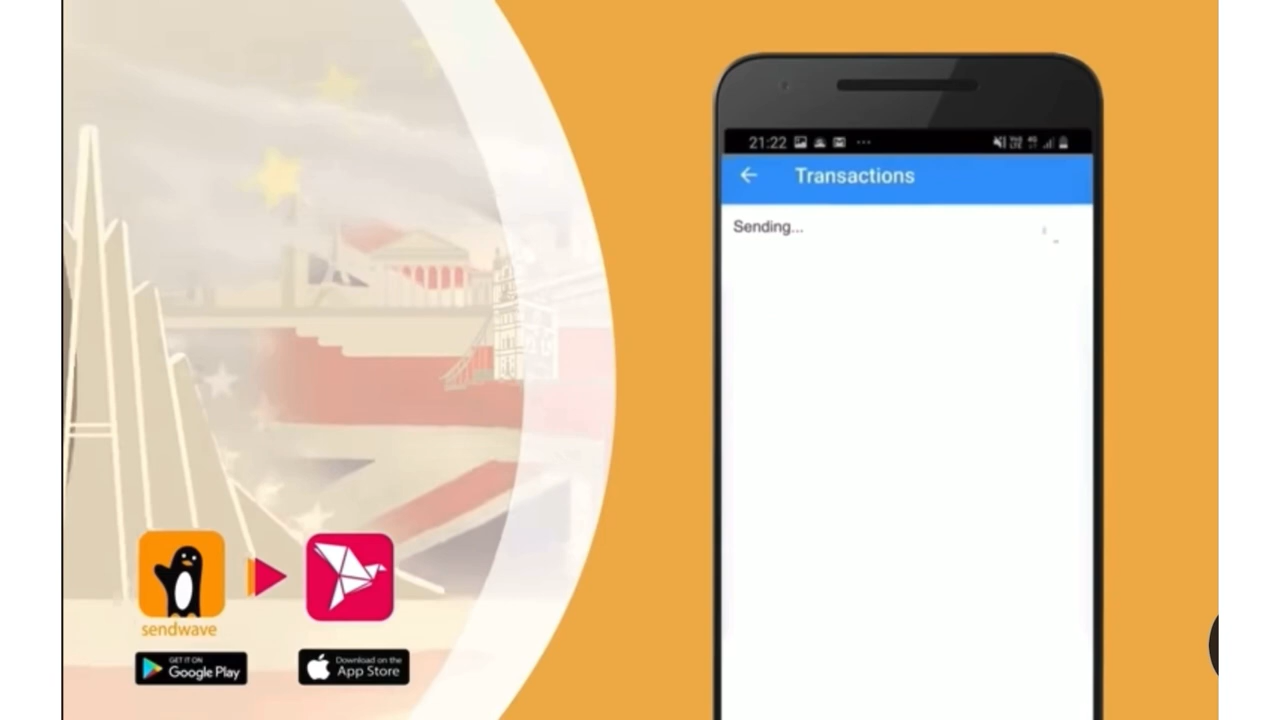 21:22
Transactions
Sending...
sendwave
GET IT ON
Google Play
Download on the
App Store